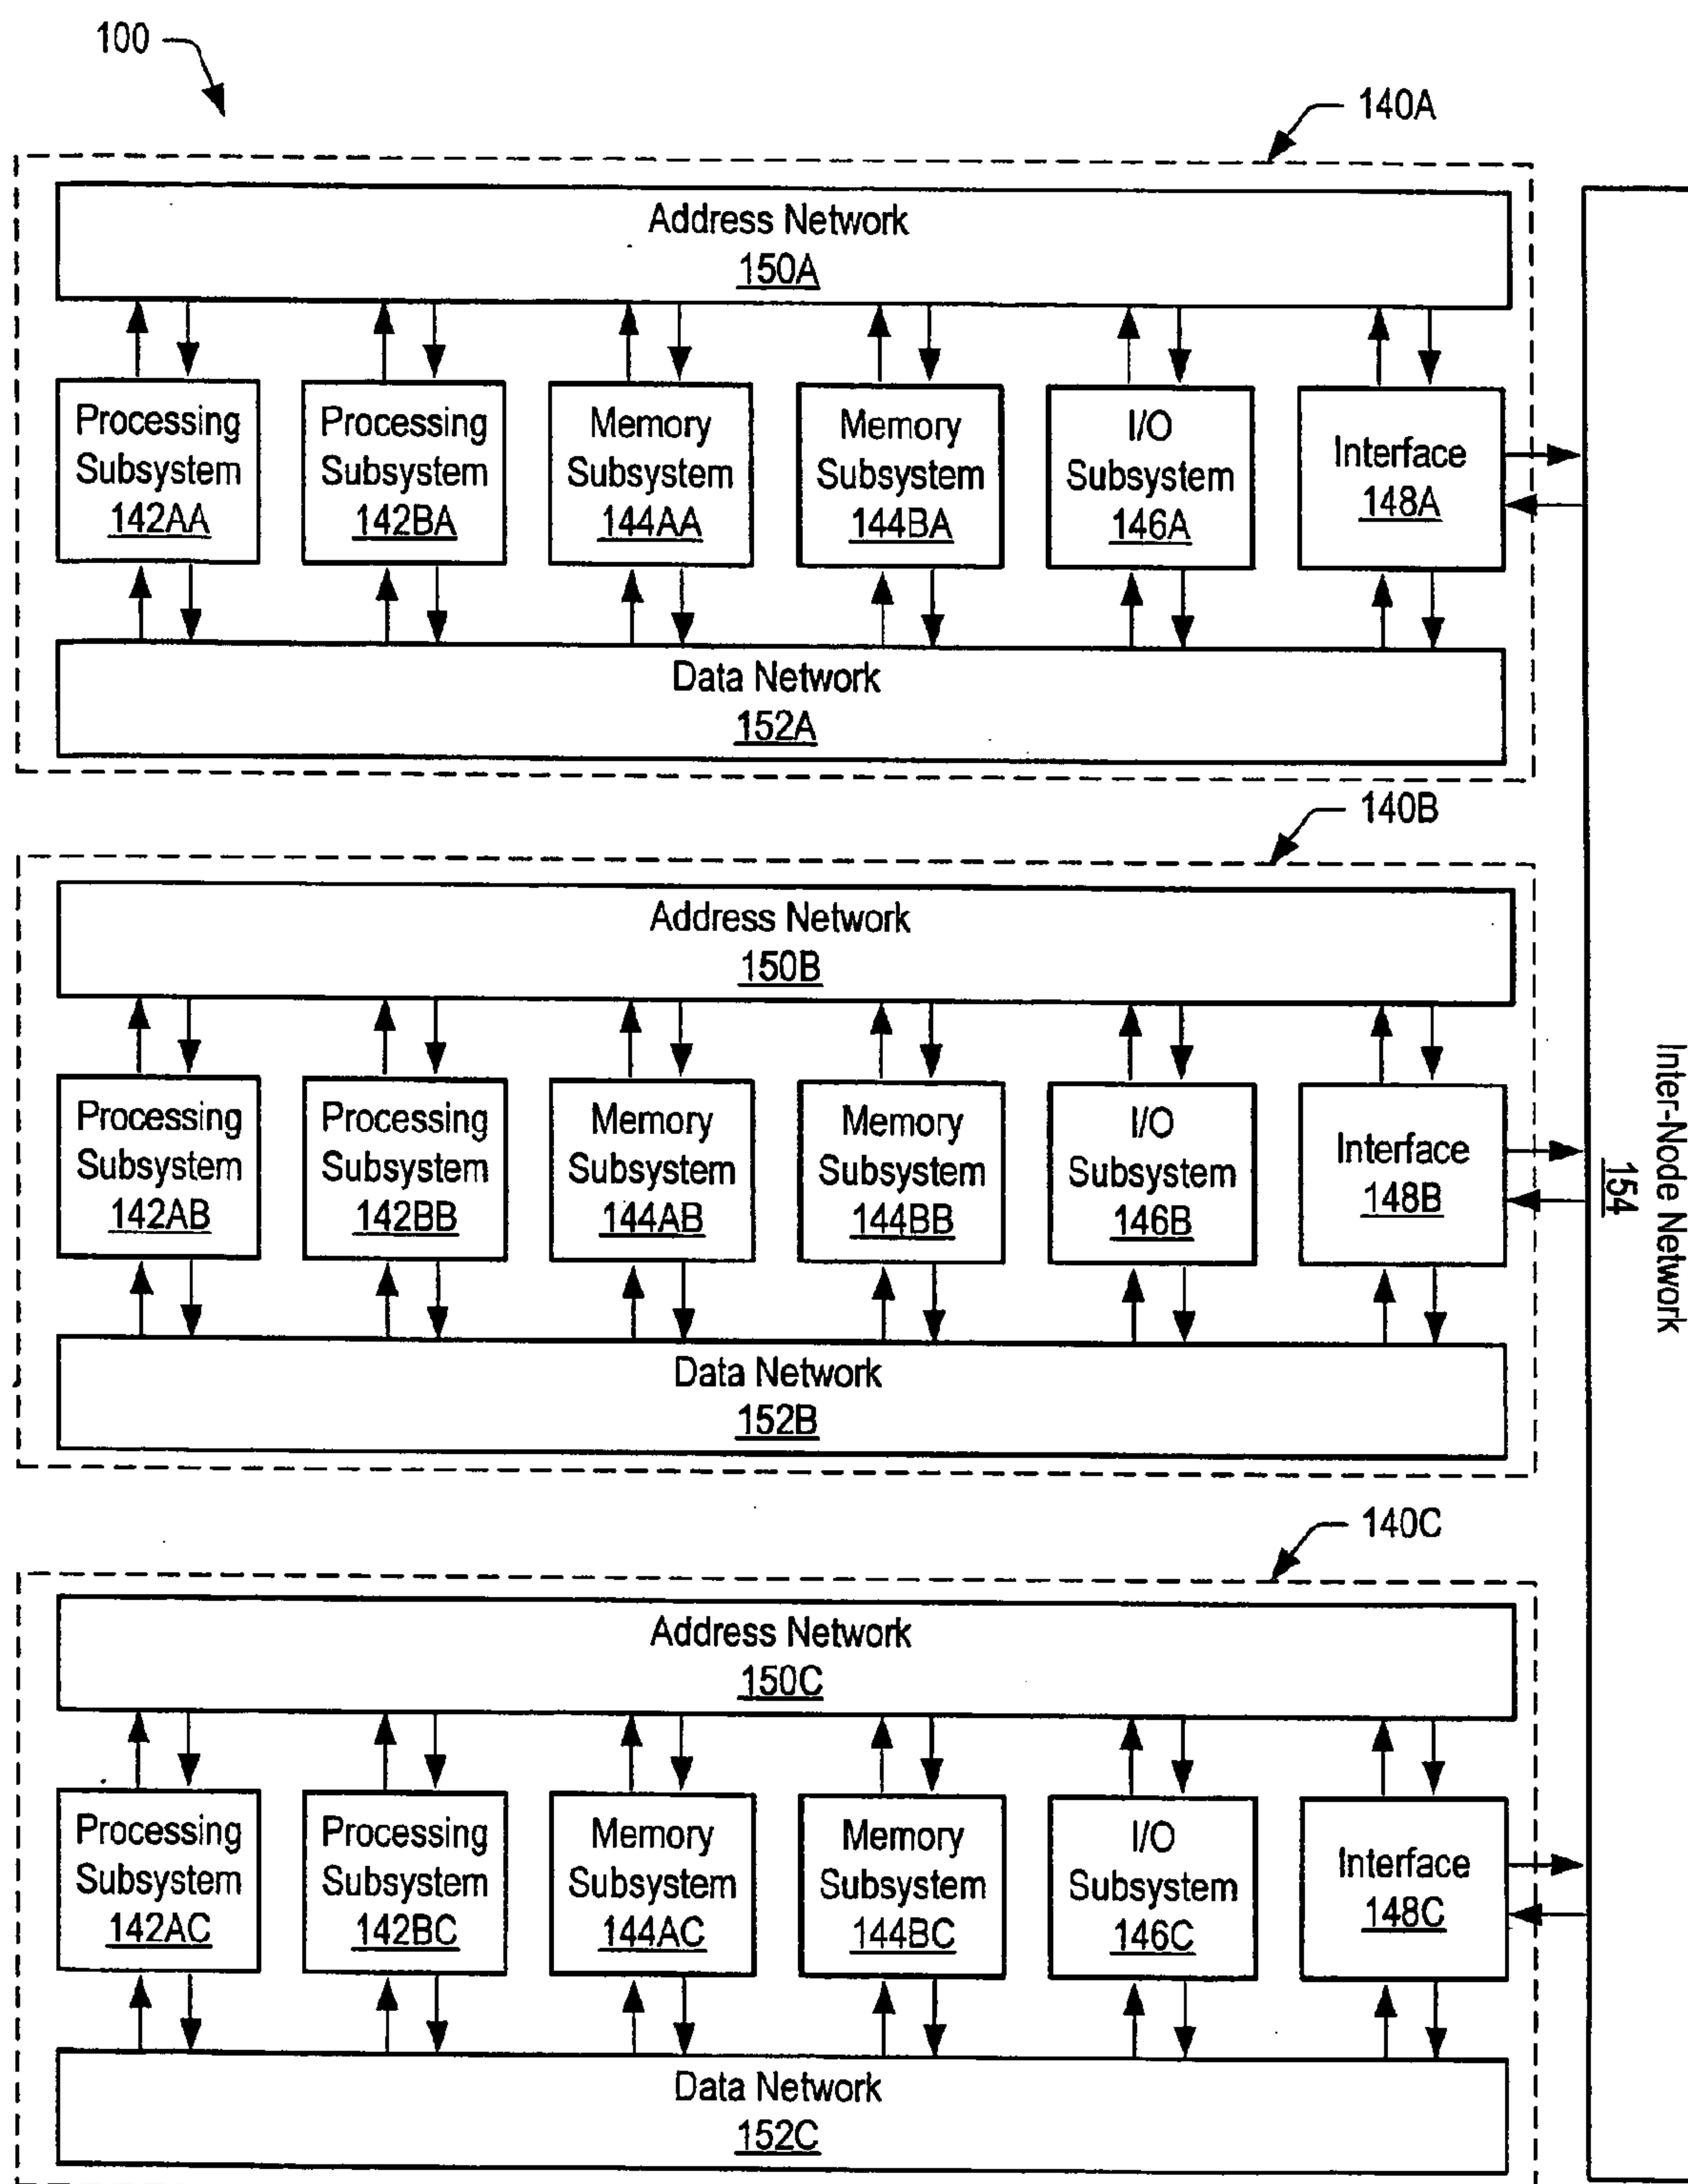 100
140A
Address Network
150A
Processing
Subsystem
142AA
Processing
Subsystem
142BA
Memory
Subsystem
144AA
Memory
Subsystem
144BA
I/O
Subsystem
146A
Interface
148A
Data Network
152A
140B
Address Network
150B
Processing
Subsystem
142AB
Processing
Subsystem
142BB
Memory
Subsystem
144AB
Memory
Subsystem
144BB
I/O
Subsystem
146B
Interface
148B
Data Network
152B
140C
Address Network
150C
Processing
Subsystem
142AC
Processing
Subsystem
142BC
Memory
Subsystem
144AC
Memory
Subsystem
144BC
I/O
Subsystem
146C
Interface
148C
Data Network
152C
Inter-Node Network
154